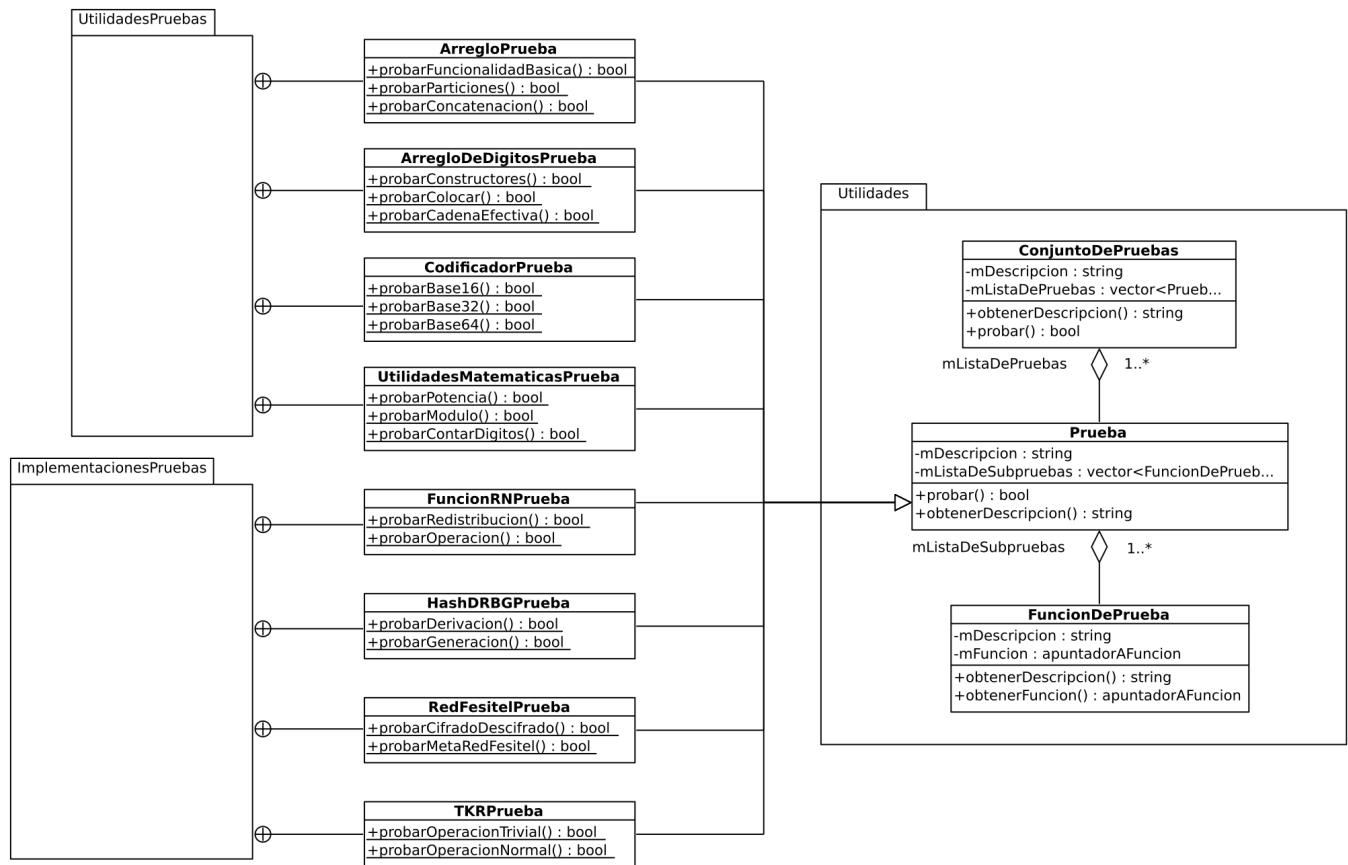 UtilidadesPruebas
ArregloPrueba
+probarFuncionalidadBasica() : bool
+probarParticiones() : bool
+probarConcatenacion() : bool
ArregloDeDigitosPrueba
+probarConstructores() : bool
+probarColocar() : bool
+probarCadenaEfectiva() : bool
CodificadorPrueba
+probarBase16() : bool
+probarBase32() : bool
+probarBase64() : bool
UtilidadesMatematicasPrueba
+probarPotencia() : bool
+probarModulo() : bool
+probarContarDigitos() : bool
ImplementacionesPruebas
FuncionRNPrueba
+probarRedistribucion() : bool
+probarOperacion() : bool
HashDRBGPrueba
+probarDerivacion() : bool
+probarGeneracion() : bool
RedFesitelPrueba
+probarCifradoDescifrado() : bool
+probarMetaRedFesitel() : bool
TKRPrueba
+probarOperacionTrivial() : bool
+probarOperacionNormal() : bool
Utilidades
ConjuntoDePruebas
-mDescripcion : string
-mListaDePruebas : vector<Prueb...
+obtenerDescripcion() : string
+probar() : bool
mListaDePruebas 1..*
Prueba
-mDescripcion : string
-mListaDeSubpruebas : vector<FuncionDePrueb...
+probar() : bool
+obtenerDescripcion() : string
mListaDeSubpruebas 1..*
FuncionDePrueba
-mDescripcion : string
-mFuncion : apuntadorAFuncion
+obtenerDescripcion() : string
+obtenerFuncion() : apuntadorAFuncion